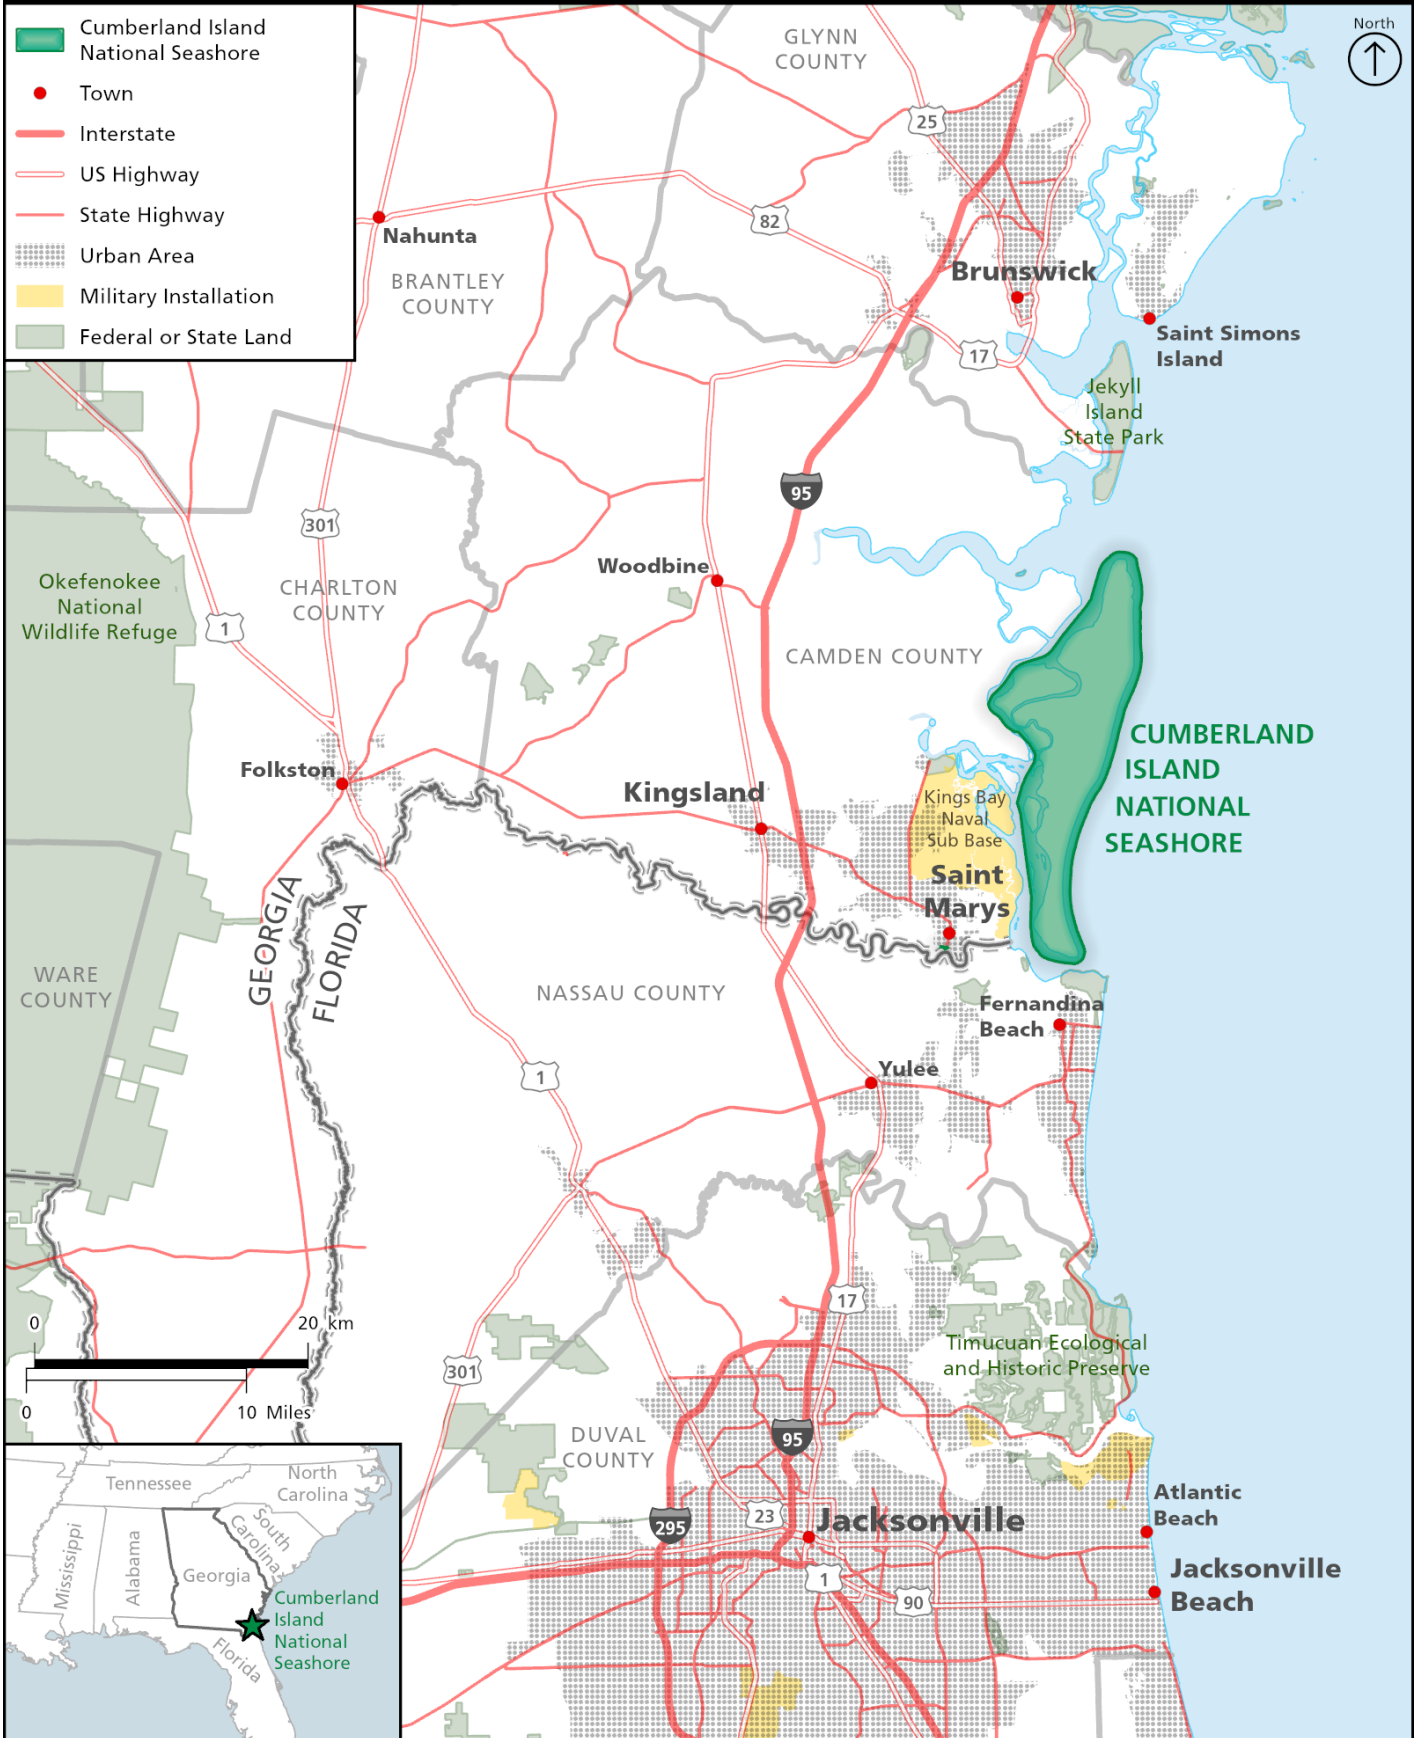 Cumberland Island
National Seashore
Town
Interstate
US Highway
State Highway
Urban Area
Military Installation
Federal or State Land
North
GLYNN
COUNTY
25
82
Nahunta
BRANTLEY
COUNTY
Brunswick
Saint Simons
Island
17
Jekyll
Island
State Park
95
301
Woodbine
Okefenokee
National
Wildlife Refuge
CHARLTON
COUNTY
1
CAMDEN COUNTY
CUMBERLAND
ISLAND
NATIONAL
SEASHORE
Folkston
Kingsland
Kings Bay
Naval
Sub Base
Saint
Marys
GEORGIA
FLORIDA
WARE
COUNTY
NASSAU COUNTY
Fernandina
Beach
1
Yulee
17
0 20 km
0 10 Miles
Timucuan Ecological
and Historic Preserve
301
DUVAL
COUNTY
95
295
23
Jacksonville
Atlantic
Beach
1
90
Jacksonville
Beach
Tennessee
North
Carolina
South
Carolina
Mississippi
Alabama
Georgia
Cumberland
Island
National
Seashore
Florida